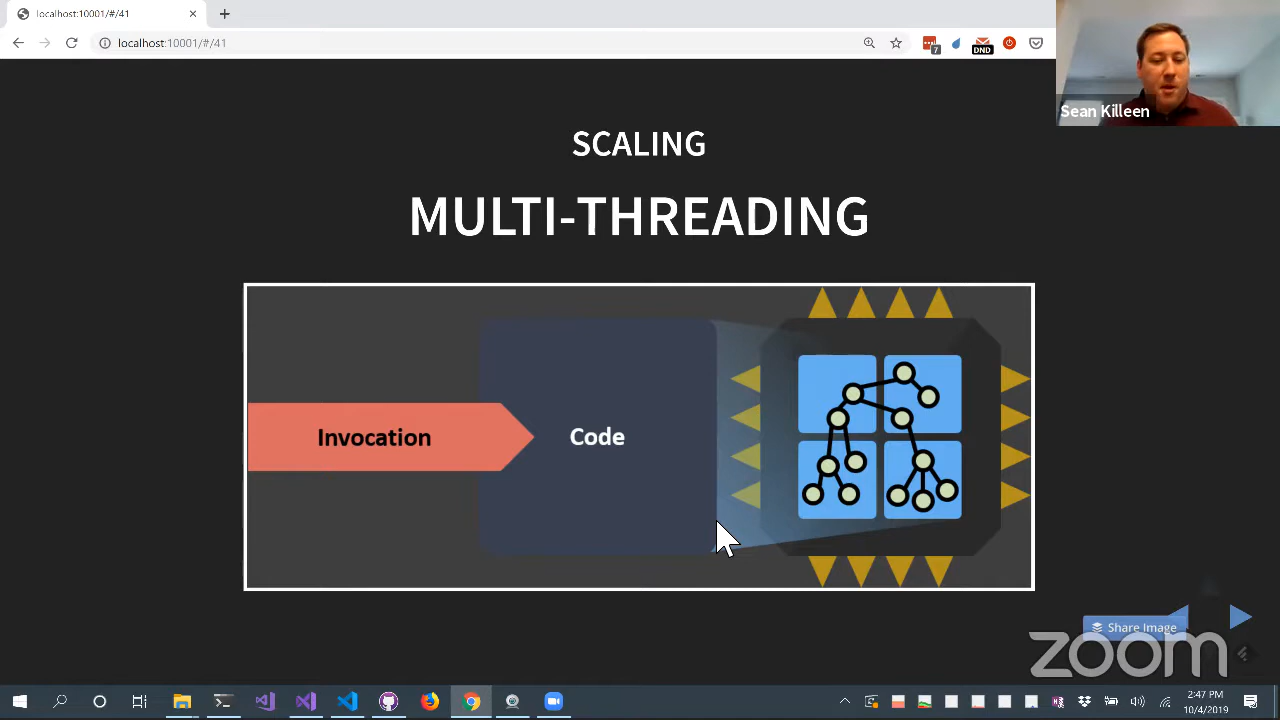 localhost:10001/#/41
localhost:10001/#/41
7
DND
Sean Killeen
SCALING
MULTI-THREADING
Invocation
Code
Share Image
zoom
2:47 PM
10/4/2019